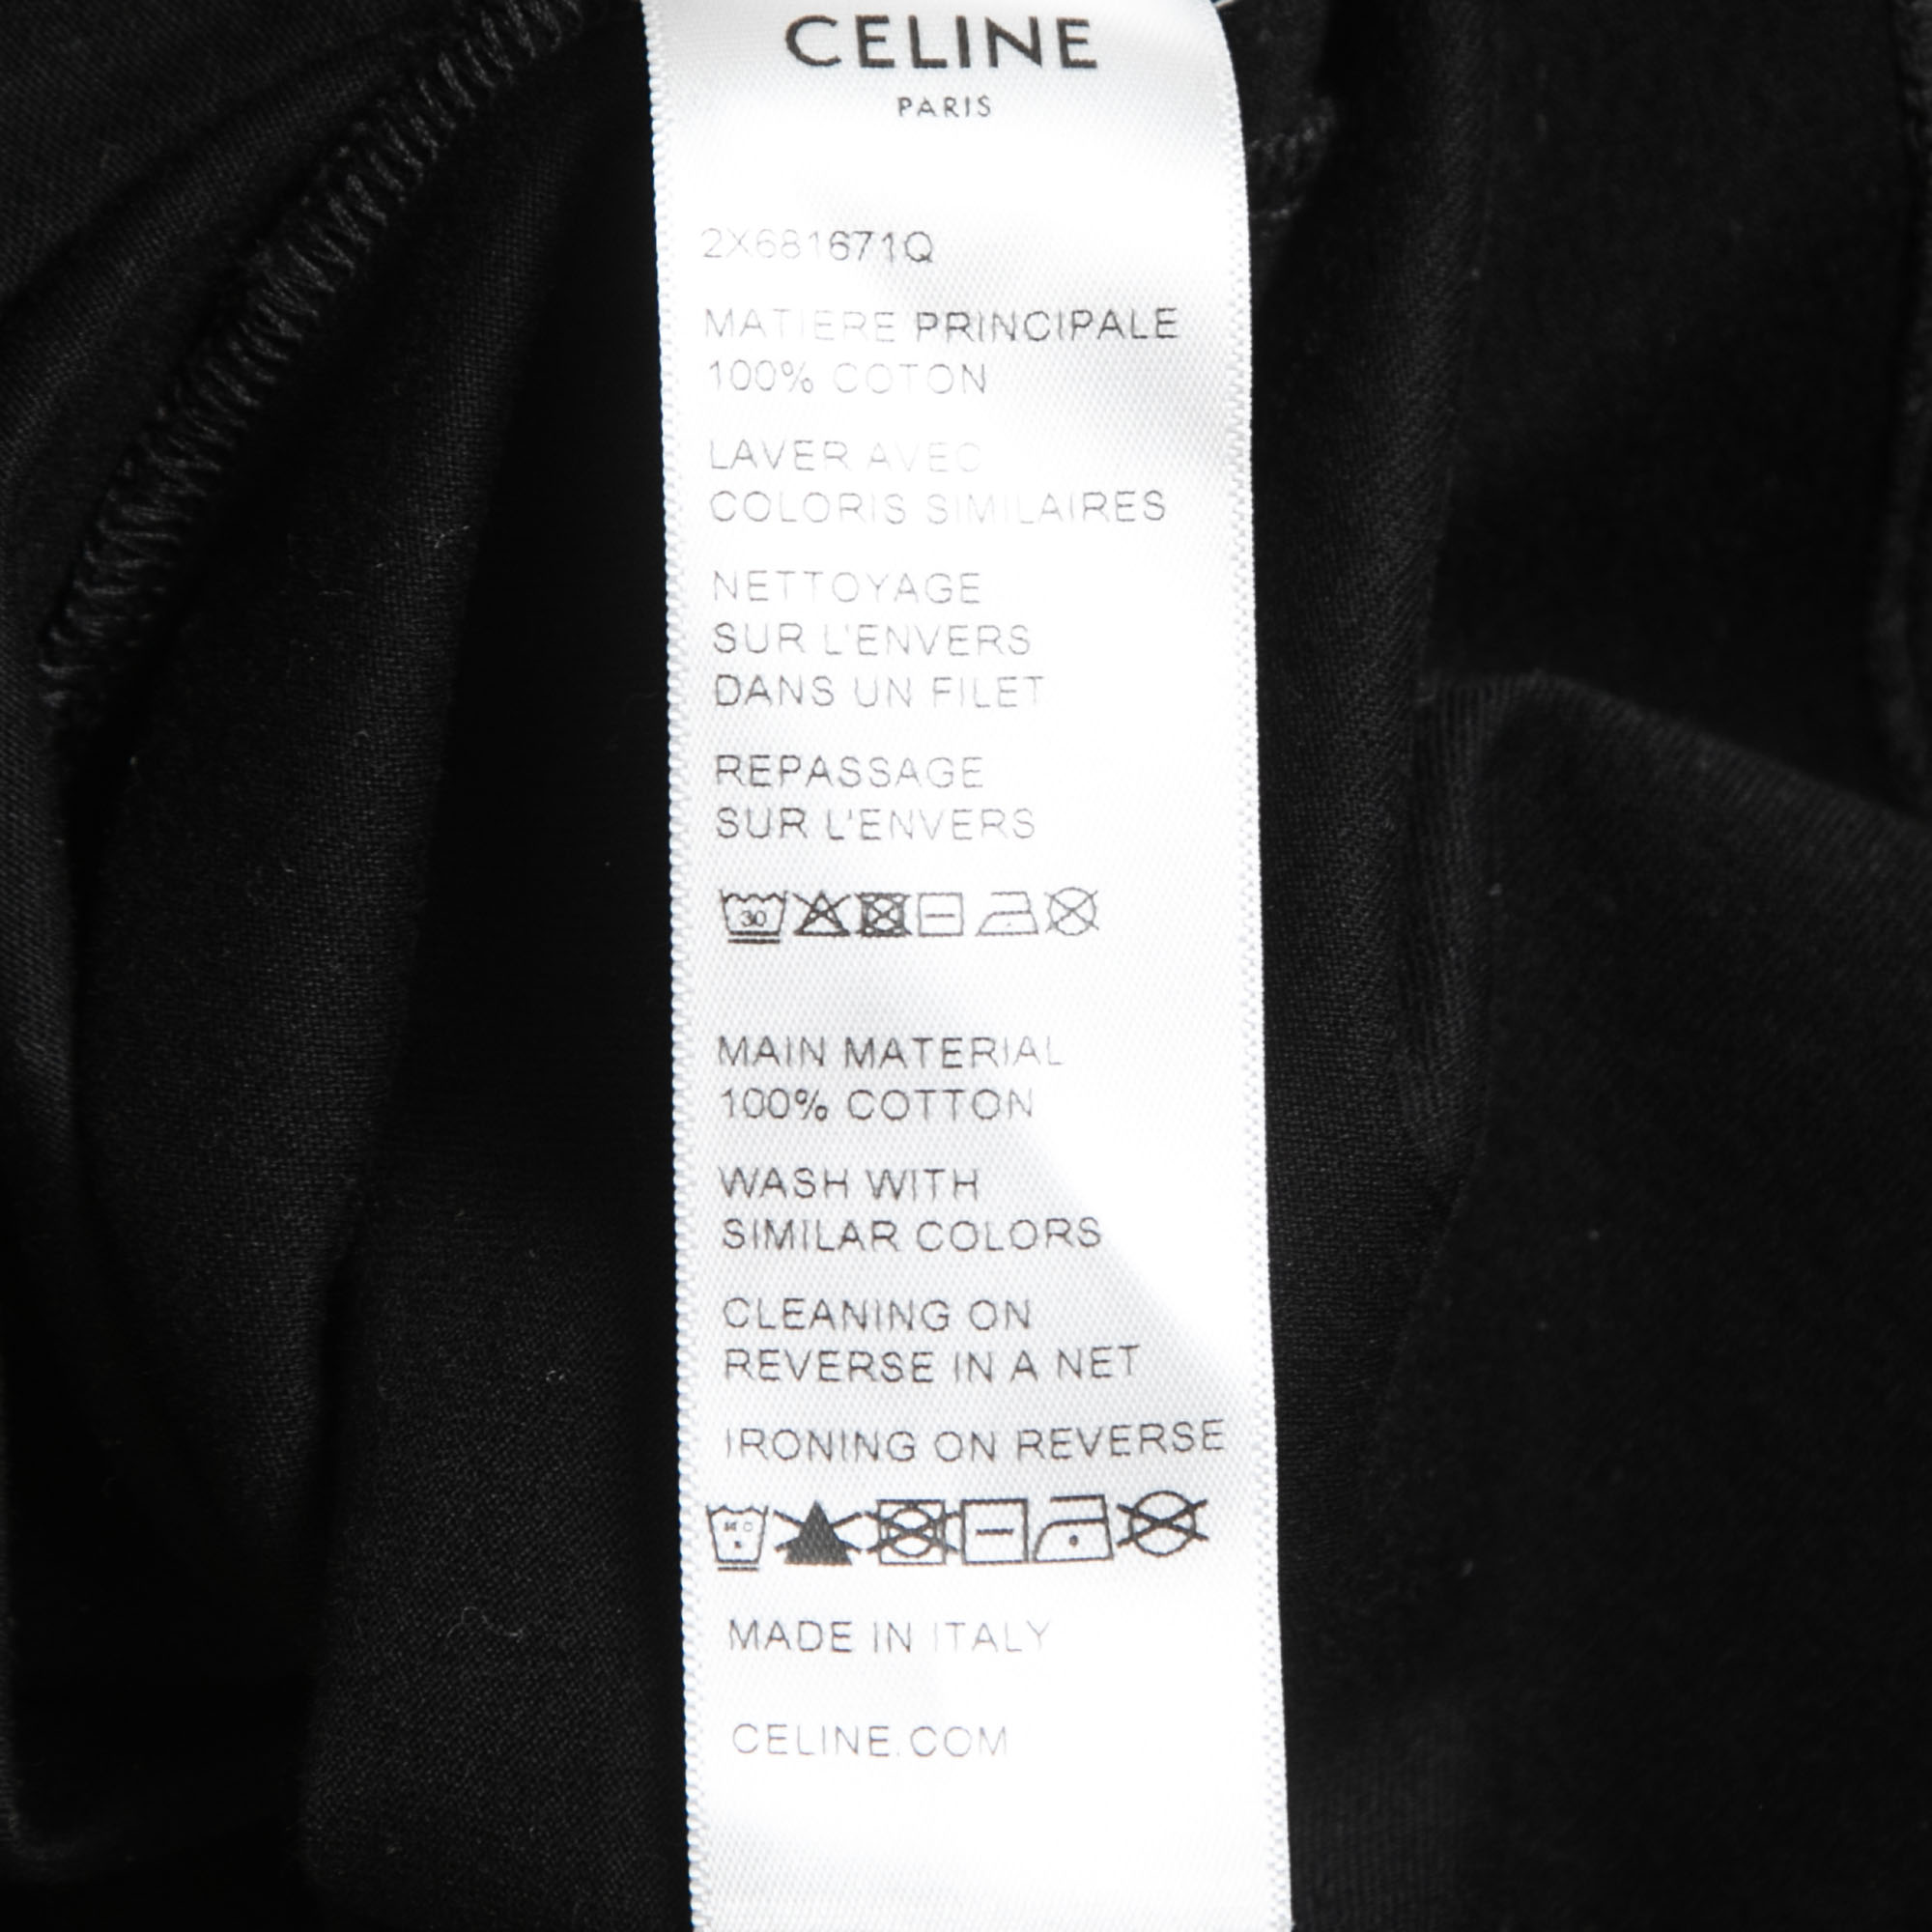 CELINE
PARIS
2X681671Q
MATIERE PRINCIPALE
100% COTON
LAVER AVEC
COLORIS SIMILAIRES
NETTOYAGE
SUR L'ENVERS
DANS UN FILET
REPASSAGE
SUR L'ENVERS
30
MAIN MATERIAL
100% COTTON
WASH WITH
SIMILAR COLORS
CLEANING ON
REVERSE IN A NET
IRONING ON REVERSE
MADE IN ITALY
CELINE.COM